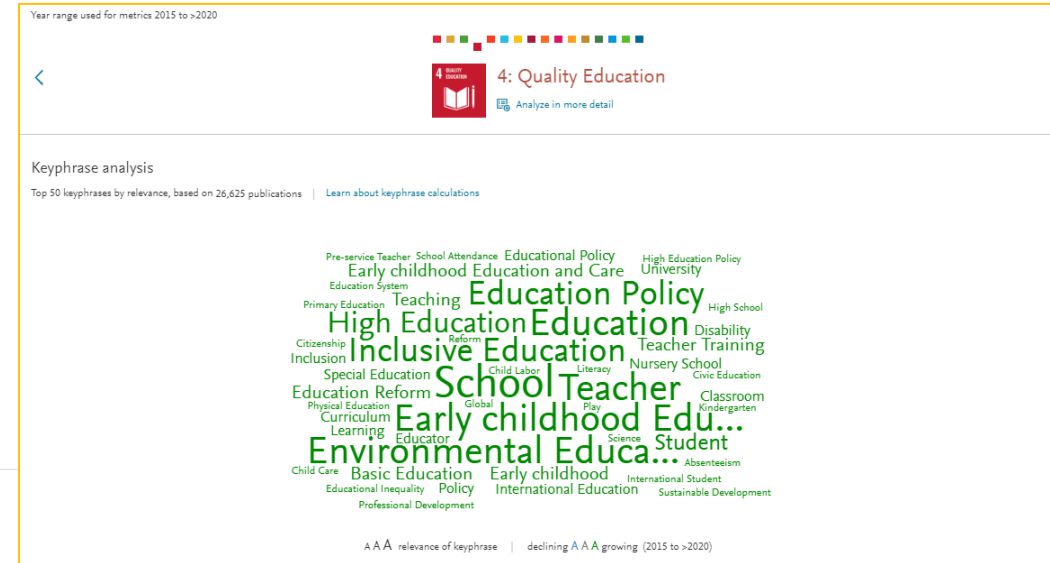 Year range used for metrics 2015 to >2020
4 QUALITY EDUCATION
4: Quality Education
Analyze in more detail
Keyphrase analysis
Top 50 keyphrases by relevance, based on 26,625 publications | Learn about keyphrase calculations
Pre-service Teacher School Attendance Educational Policy High Education Policy
Early childhood Education and Care University
Education System
Primary Education Teaching Education Policy High School
High Education Education Disability
Citizenship Reform Teacher Training
Inclusion Inclusive Education Nursery School
Special Education Child Labor Literacy Civic Education
Education Reform School Teacher Classroom
Physical Education Global Play Kindergarten
Curriculum Early childhood Edu...
Learning Educator Science Student
Environmental Educa... Absenteeism
Child Care Basic Education Early childhood International Student
Educational Inequality Policy International Education Sustainable Development
Professional Development
A A A relevance of keyphrase | declining A A A growing (2015 to >2020)